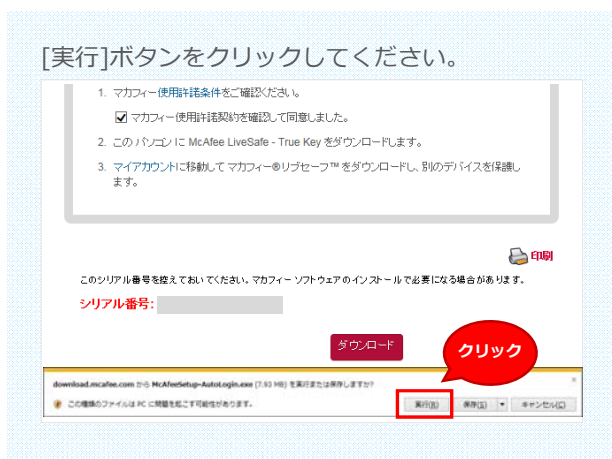 [実行]ボタンをクリックしてください。
1. マカフィー使用許諾条件をご確認ください。
マカフィー使用許諾契約を確認して同意しました。
2. このパソコンに McAfee LiveSafe - True Key をダウンロードします。
3. マイアカウントに移動して マカフィー®リブセーフ™ をダウンロードし、別のデバイスを保護し
ます。
印刷
このシリアル番号を控えておいてください。マカフィー ソフトウェアのインストールで必要になる場合があります。
シリアル番号:
ダウンロード
クリック
download.mcafee.com から McAfeeSetup-AutoLogin.exe (7.93 MB) を実行または保存しますか?
×
この種類のファイルは PC に問題を起こす可能性があります。
実行(R) 保存(S) キャンセル(C)